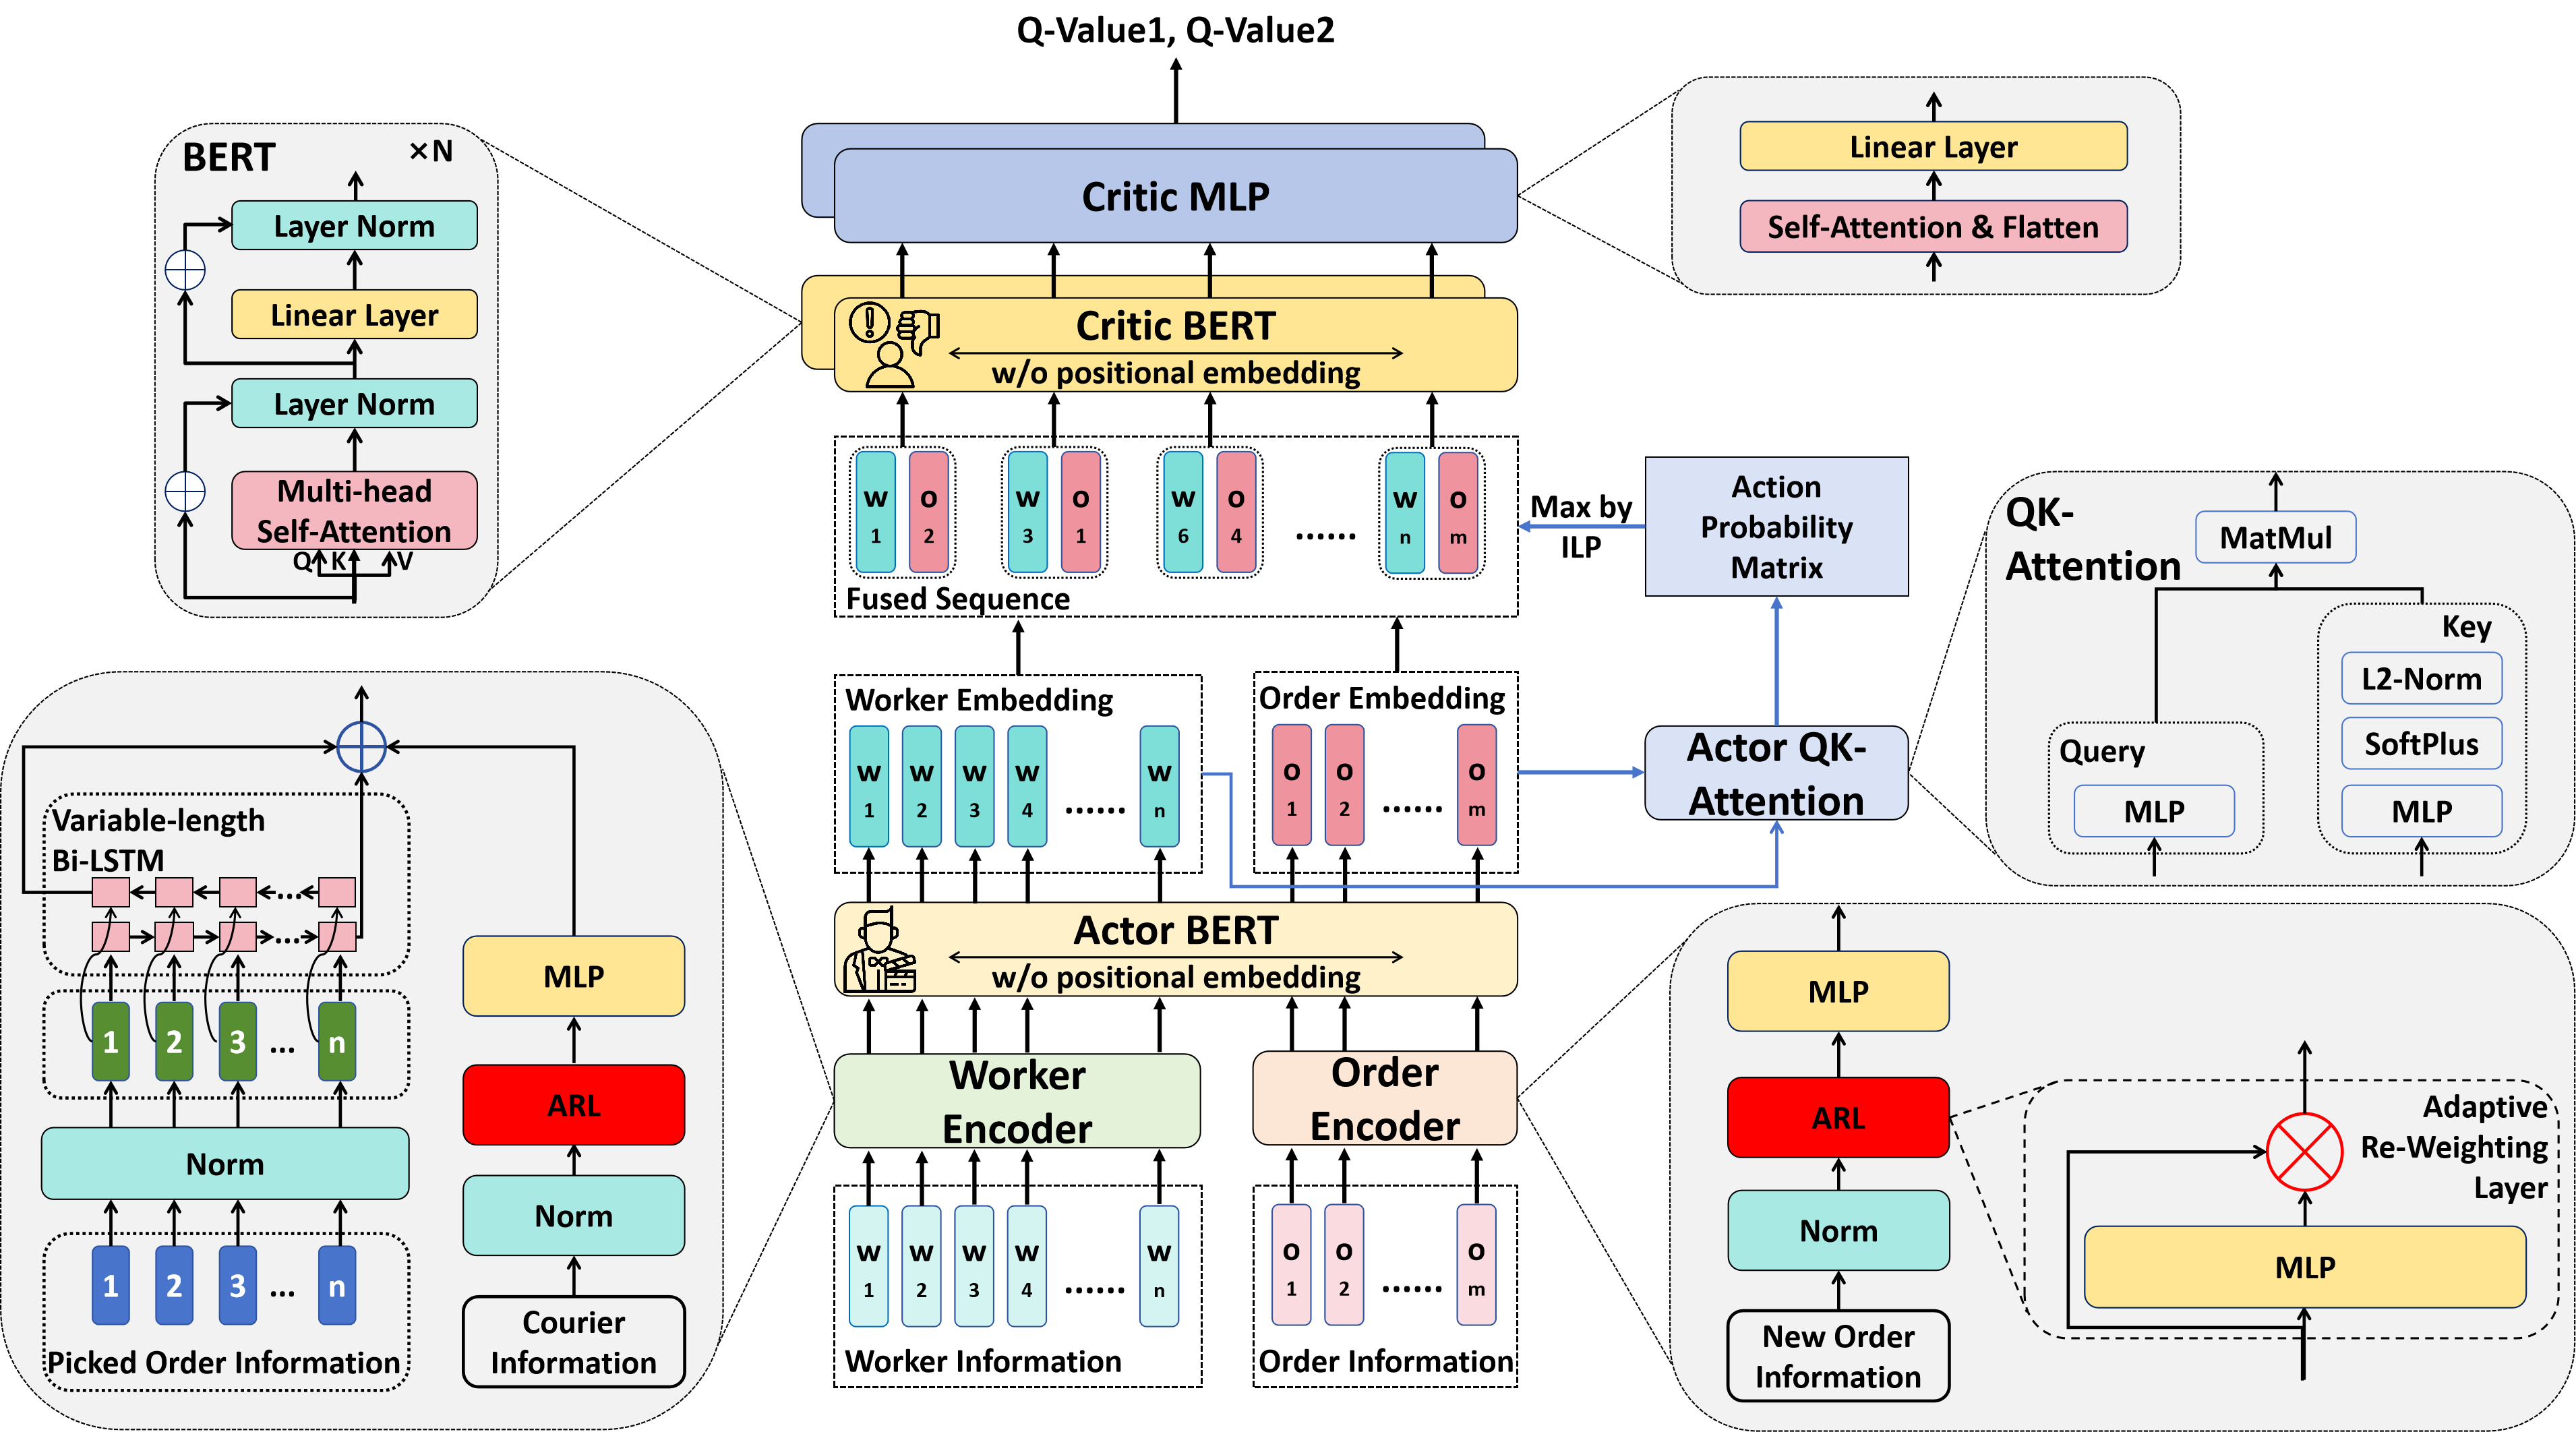 Q-Value1, Q-Value2
Critic MLP
Critic BERT
w/o positional embedding
w 1 o 2 w 3 o 1 w 6 o 4 ...... w n o m
Fused Sequence
Max by
ILP
Action
Probability
Matrix
Worker Embedding
w 1 w 2 w 3 w 4 ...... w n
Order Embedding
o 1 o 2 ...... o m
Actor QK-
Attention
Actor BERT
w/o positional embedding
Worker
Encoder
Order
Encoder
w 1 w 2 w 3 w 4 ...... w n
Worker Information
o 1 o 2 ...... o m
Order Information
BERT
×N
Layer Norm
Linear Layer
Layer Norm
Multi-head
Self-Attention
Q K V
Linear Layer
Self-Attention & Flatten
QK-
Attention
MatMul
Key
L2-Norm
SoftPlus
MLP
Query
MLP
Variable-length
Bi-LSTM
...
...
1 2 3 ... n
Norm
1 2 3 ... n
Picked Order Information
MLP
ARL
Norm
Courier
Information
MLP
ARL
Norm
New Order
Information
Adaptive
Re-Weighting
Layer
MLP